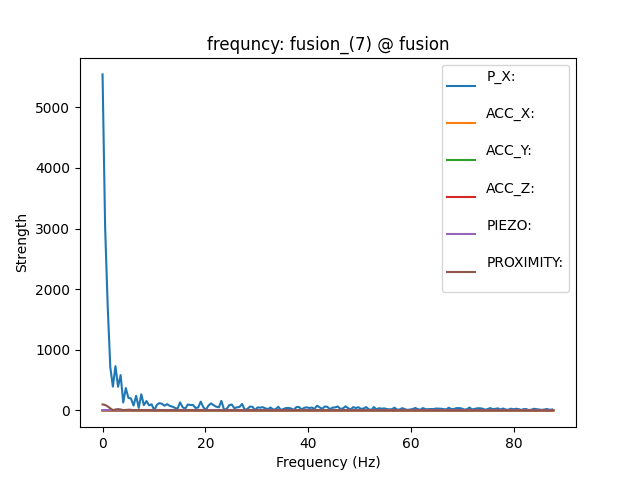 frequncy: fusion_(7) @ fusion
P_X:
ACC_X:
ACC_Y:
ACC_Z:
PIEZO:
PROXIMITY:
Strength
5000
4000
3000
2000
1000
0
0 20 40 60 80
Frequency (Hz)